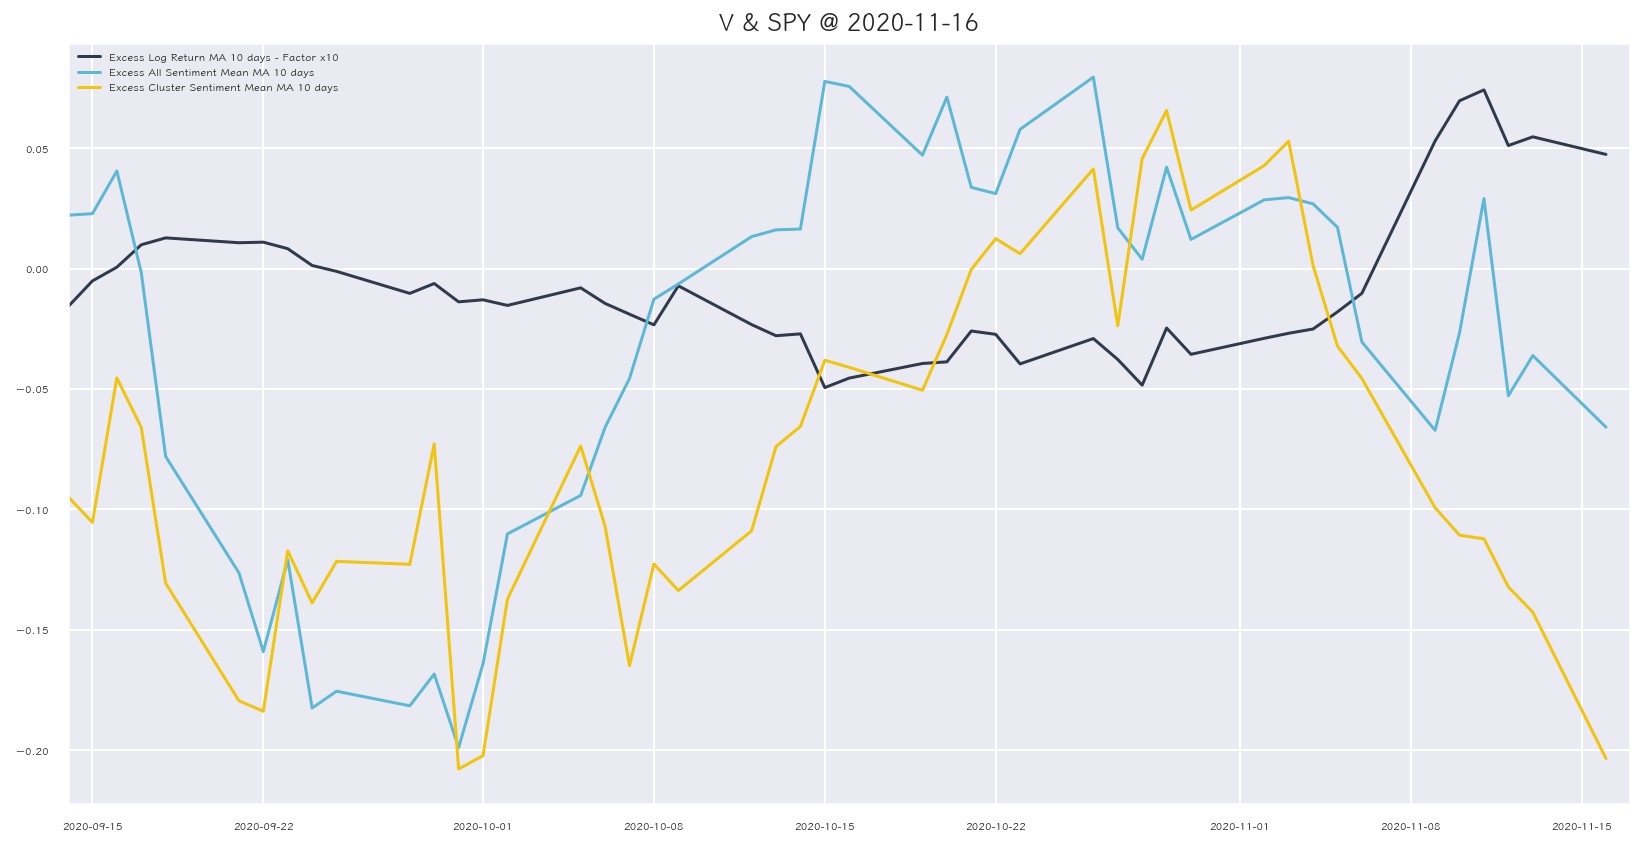 V & SPY @ 2020-11-16
Excess Log Return MA 10 days - Factor x10
Excess All Sentiment Mean MA 10 days
Excess Cluster Sentiment Mean MA 10 days
0.05
0.00
−0.05
−0.10
−0.15
−0.20
2020-09-15 2020-09-22 2020-10-01 2020-10-08 2020-10-15 2020-10-22 2020-11-01 2020-11-08 2020-11-15